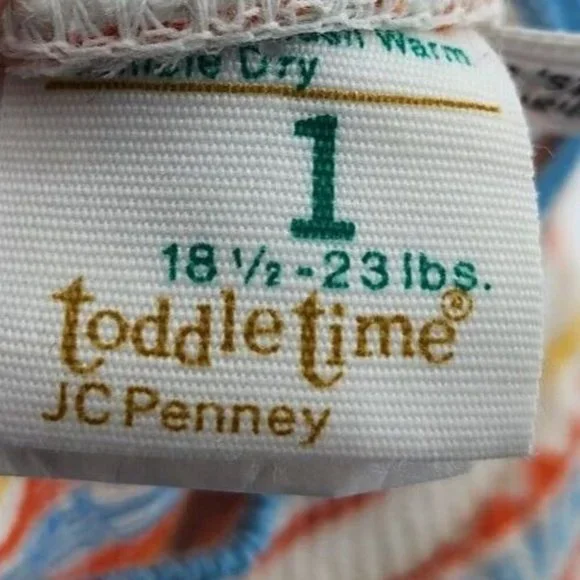 Warm
Dry
1
18 ½ - 23 lbs.
toddletime®
JCPenney